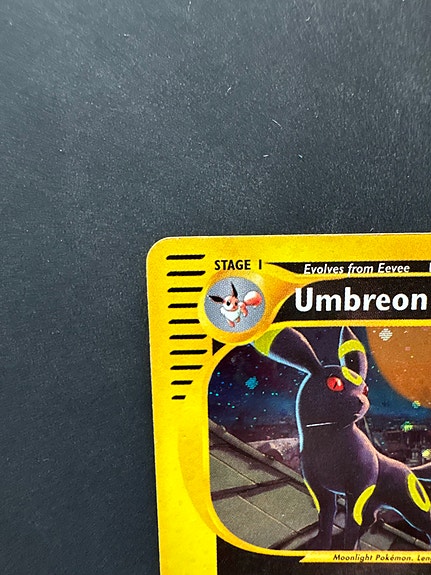 STAGE 1
Evolves from Eevee
Umbreon
Moonlight Pokémon.